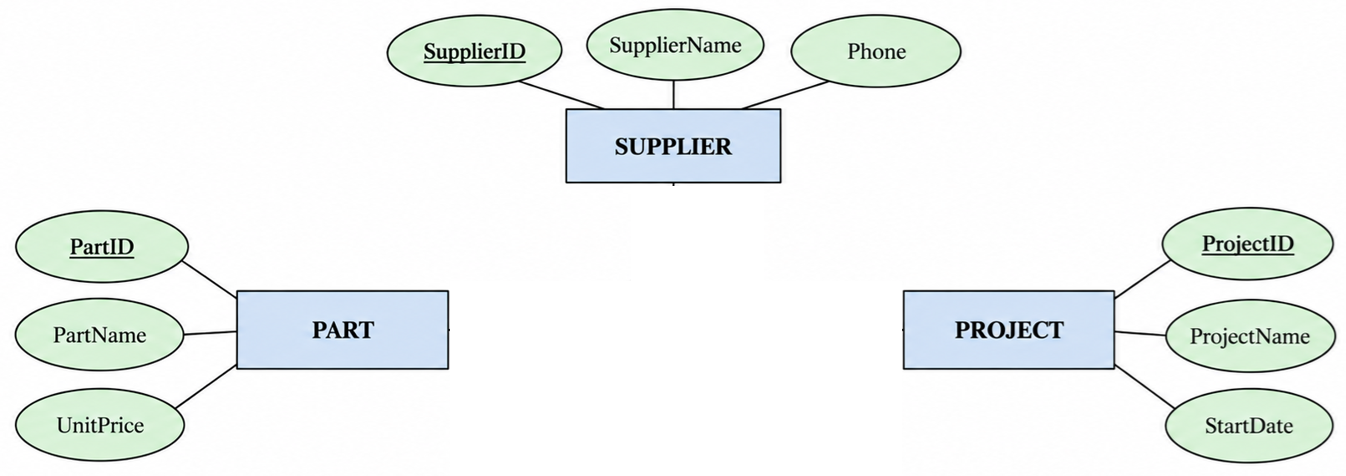 SupplierID
SupplierName
Phone
SUPPLIER
PartID
PartName
UnitPrice
PART
PROJECT
ProjectID
ProjectName
StartDate